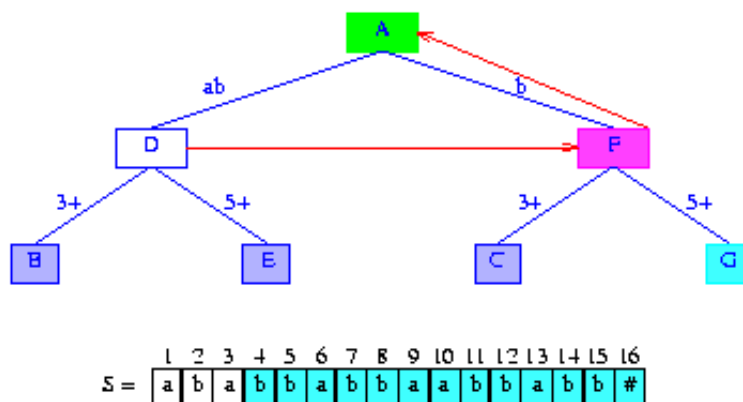 A
ab b
D F
3+ 5+ 3+ 5+
B E C G
1 2 3 4 5 6 7 8 9 10 11 12 13 14 15 16
S = a b a b b a b b a a b b a b b #